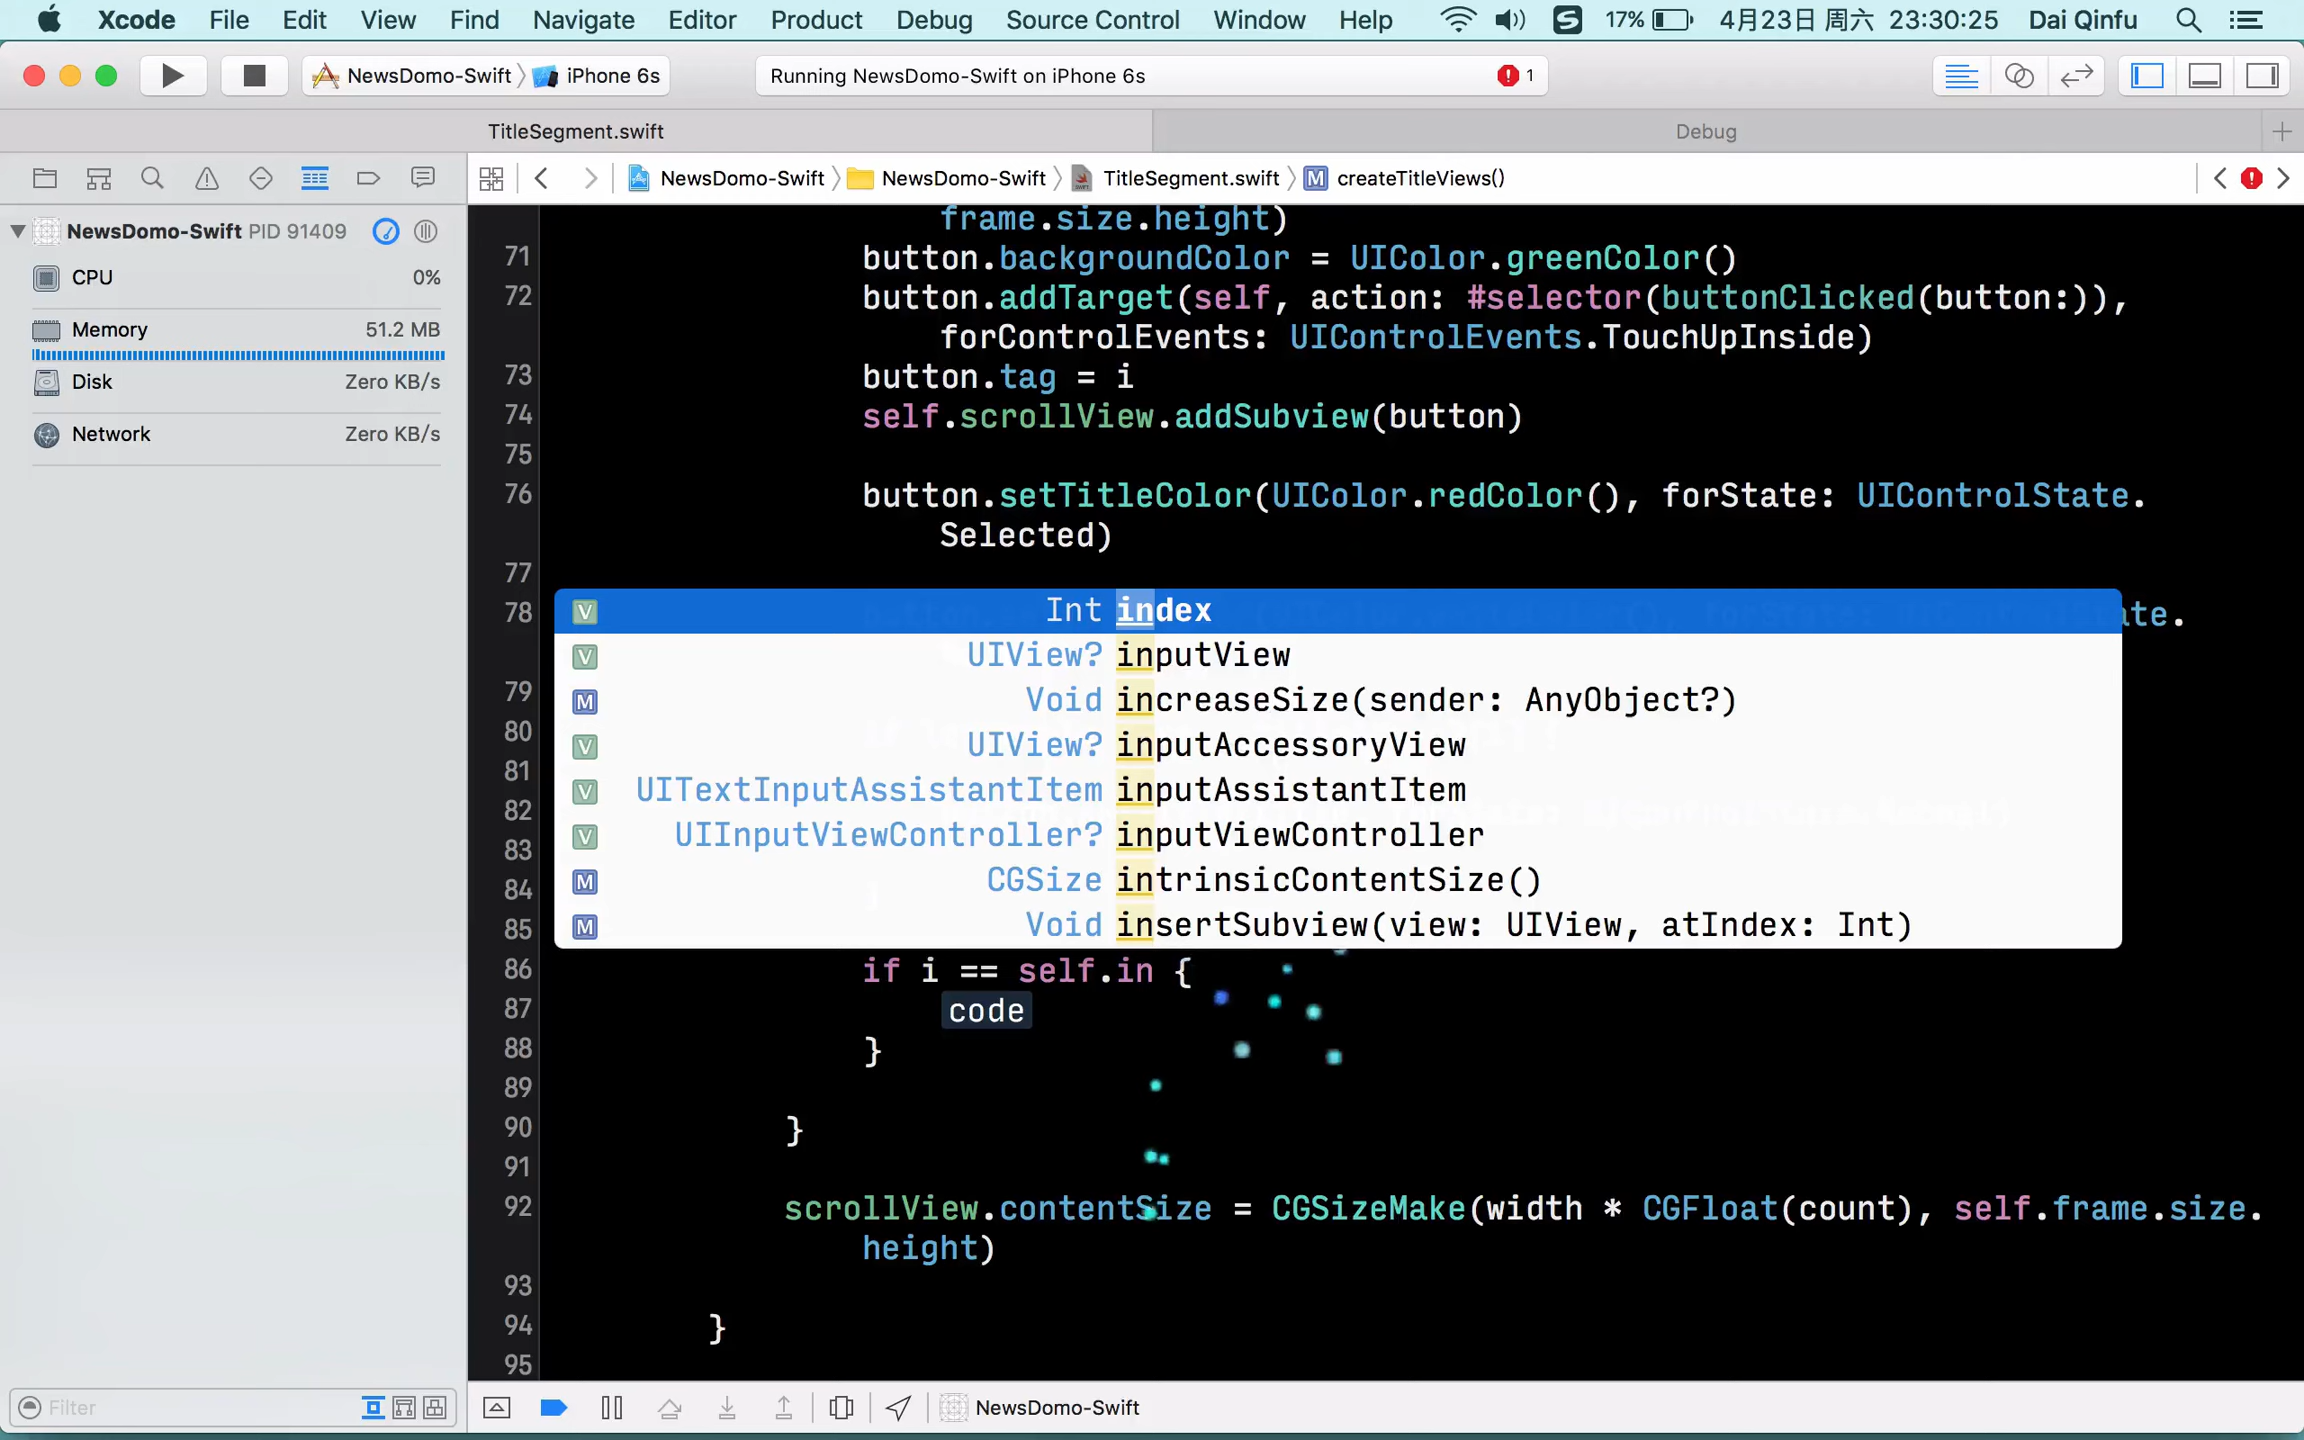 Xcode File Edit View Find Navigate Editor Product Debug Source Control Window Help 17% 4月23日 周六 23:30:25 Dai Qinfu
NewsDomo-Swift iPhone 6s Running NewsDomo-Swift on iPhone 6s 1
TitleSegment.swift Debug
NewsDomo-Swift NewsDomo-Swift TitleSegment.swift M createTitleViews()
NewsDomo-Swift PID 91409
CPU 0%
Memory 51.2 MB
Disk Zero KB/s
Network Zero KB/s
frame.size.height)
71 button.backgroundColor = UIColor.greenColor()
72 button.addTarget(self, action: #selector(buttonClicked(button:)),
forControlEvents: UIControlEvents.TouchUpInside)
73 button.tag = i
74 self.scrollView.addSubview(button)
75
76 button.setTitleColor(UIColor.redColor(), forState: UIControlState.
Selected)
77
78
V Int index
V UIView? inputView
79
M Void increaseSize(sender: AnyObject?)
80
V UIView? inputAccessoryView
81
V UITextInputAssistantItem inputAssistantItem
82
V UIInputViewController? inputViewController
83
84
M CGSize intrinsicContentSize()
85
M Void insertSubview(view: UIView, atIndex: Int)
86 if i == self.in {
87 code
88 }
89
90 }
91
92 scrollView.contentSize = CGSizeMake(width * CGFloat(count), self.frame.size.
height)
93
94 }
95
Filter
NewsDomo-Swift